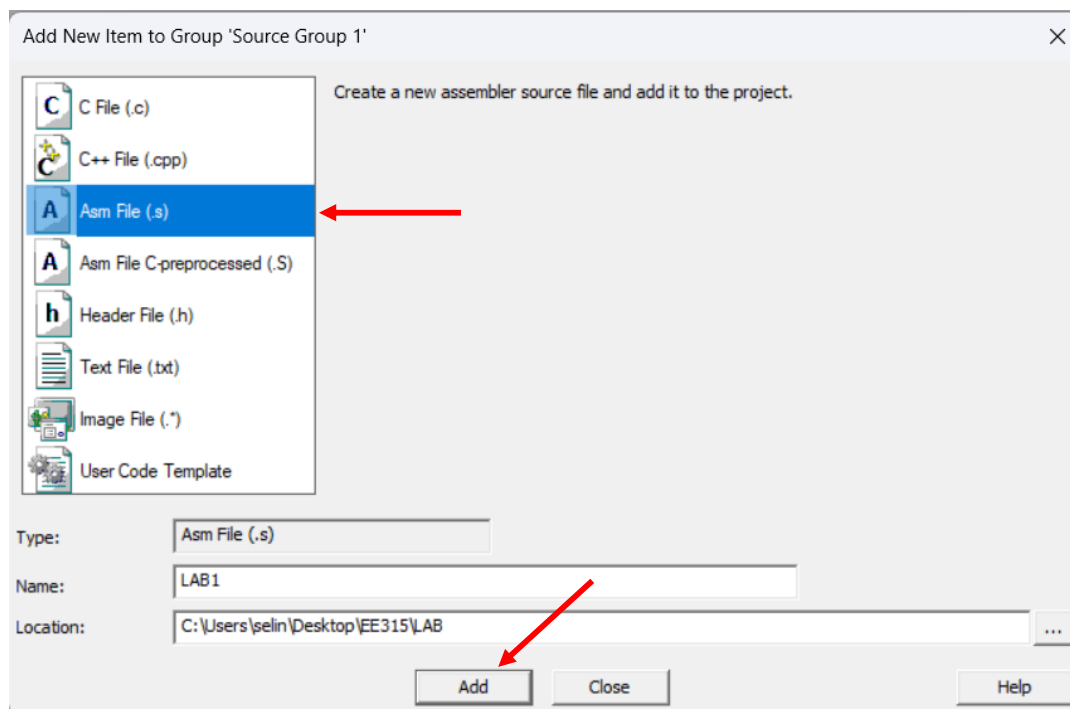 Add New Item to Group 'Source Group 1'
C File (.c)
Create a new assembler source file and add it to the project.
C++ File (.cpp)
Asm File (.s)
Asm File C-preprocessed (.S)
Header File (.h)
Text File (.txt)
Image File (.*)
User Code Template
Type:
Asm File (.s)
Name:
LAB1
Location:
C:\Users\selin\Desktop\EE315\LAB
...
Add
Close
Help